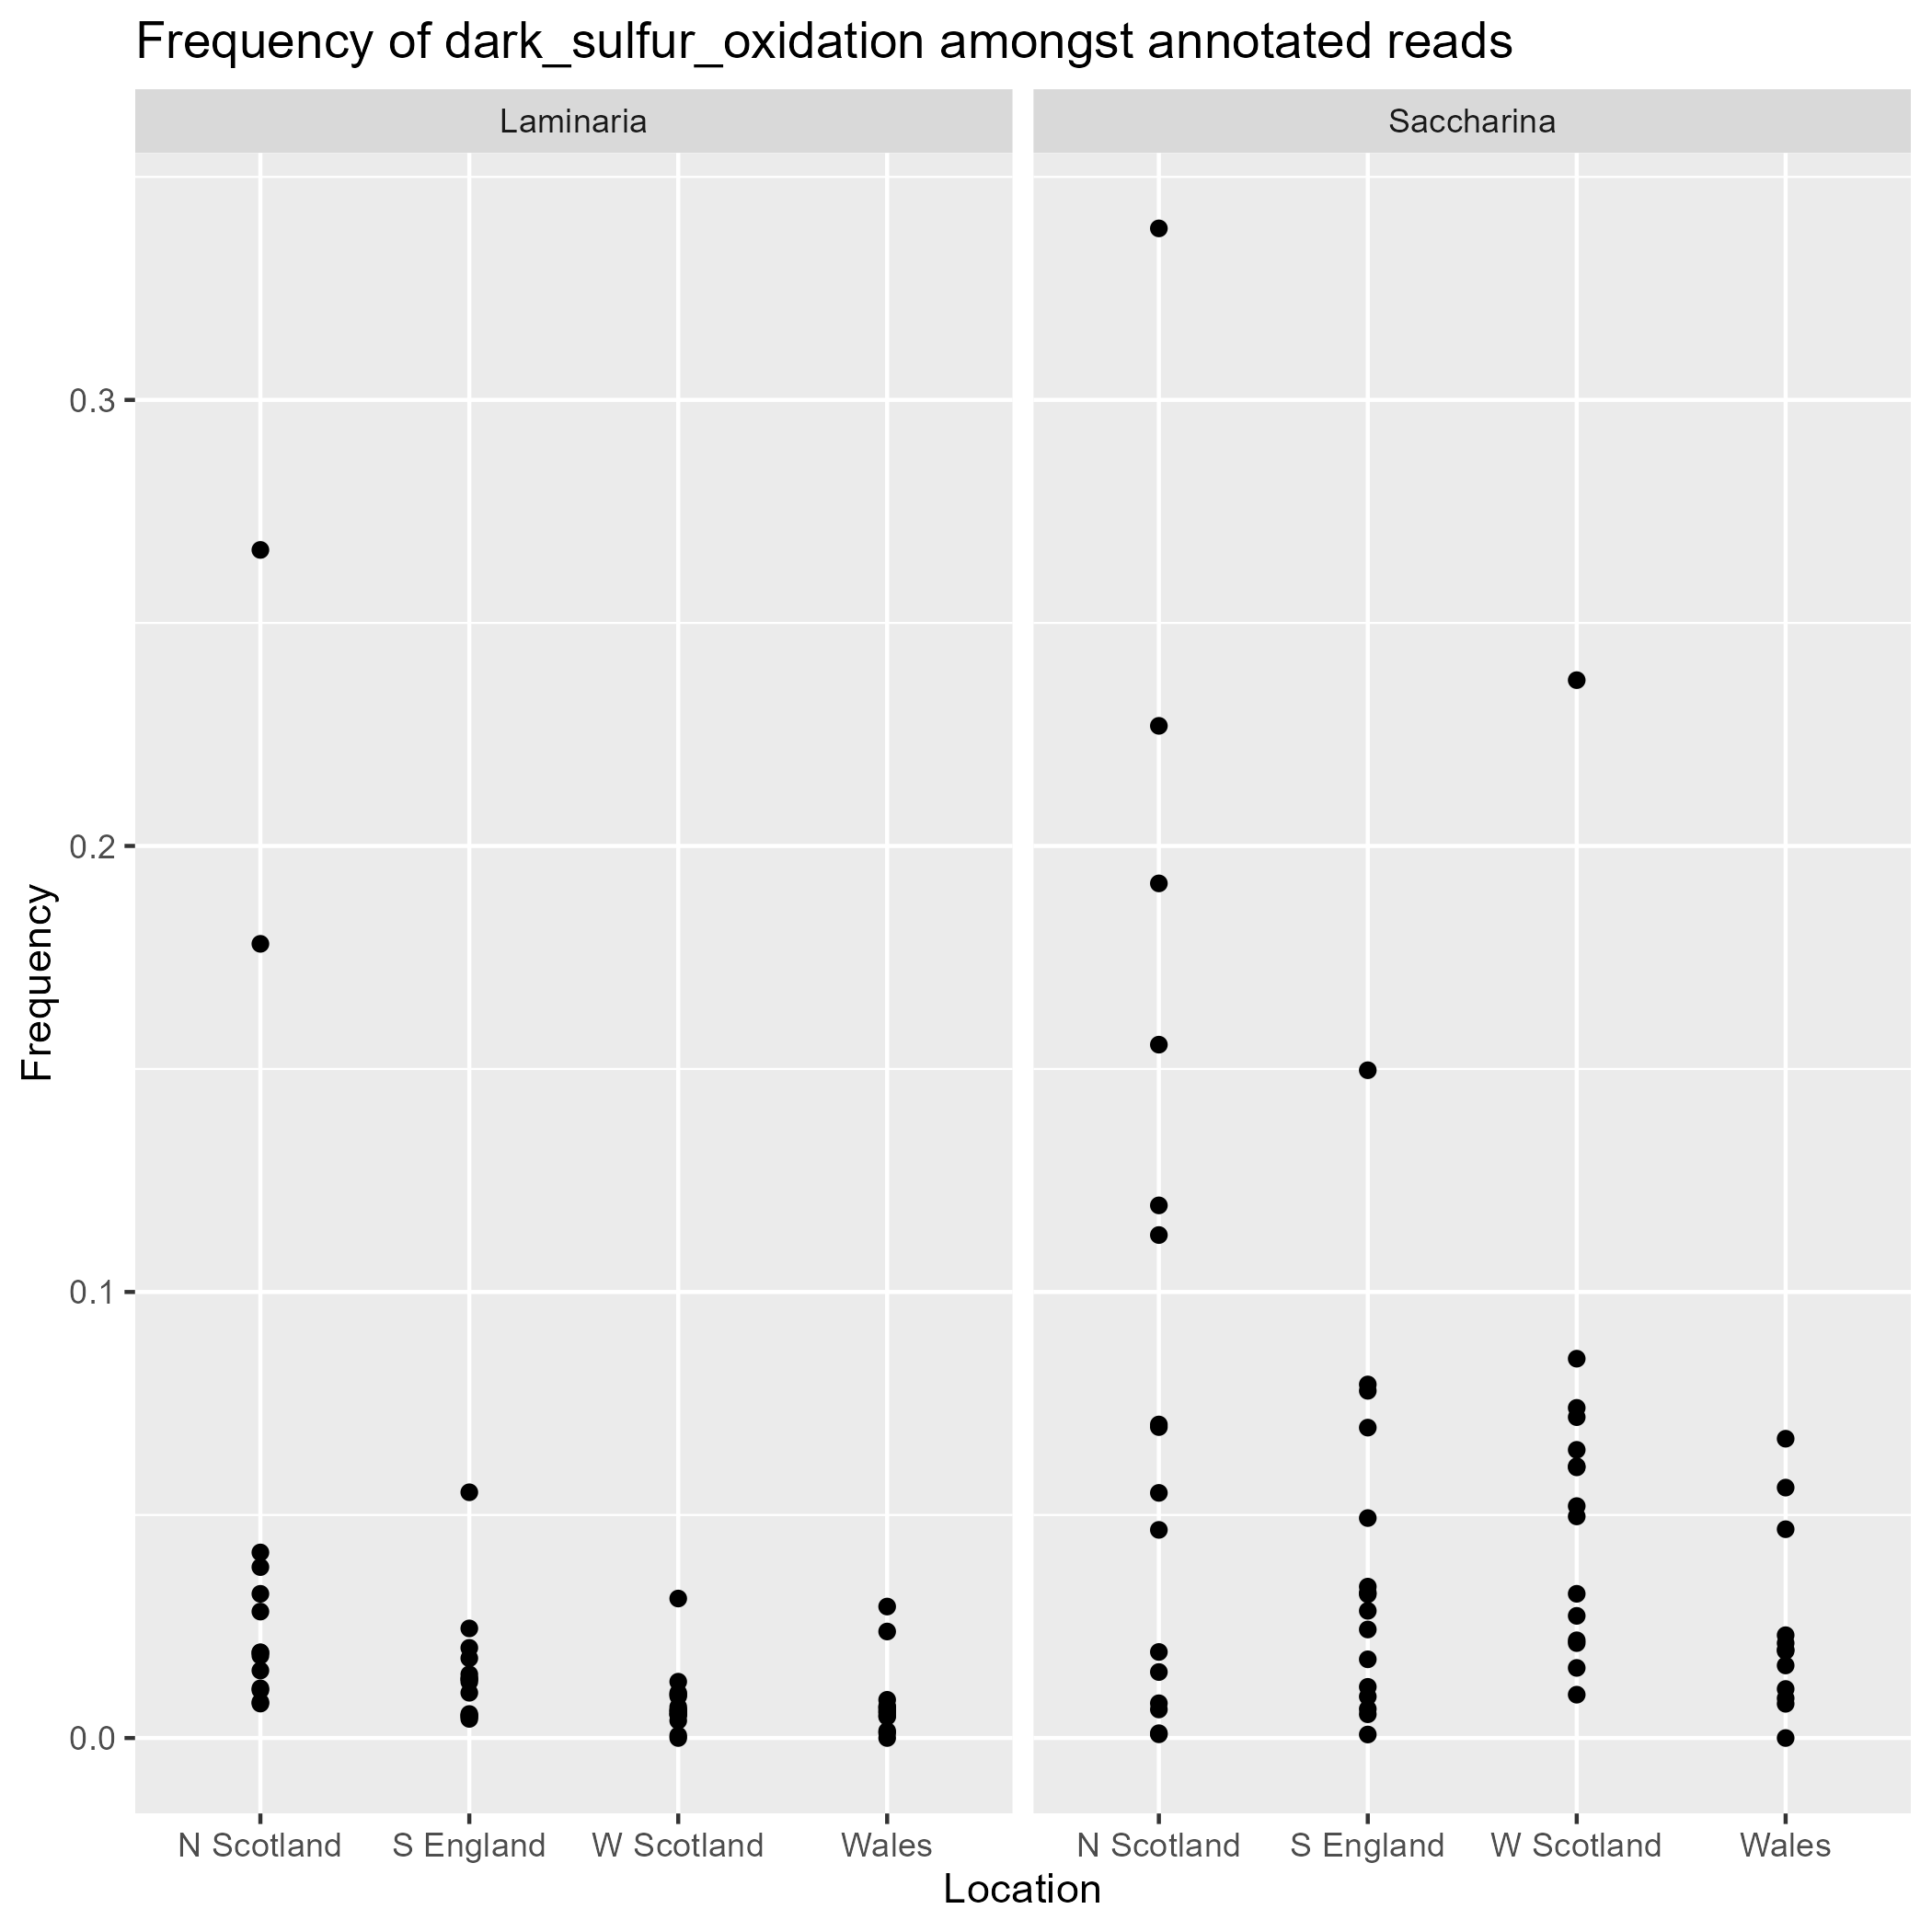 Frequency of dark_sulfur_oxidation amongst annotated reads
Laminaria
Saccharina
Frequency
0.3
0.2
0.1
0.0
N Scotland S England W Scotland Wales
N Scotland S England W Scotland Wales
Location